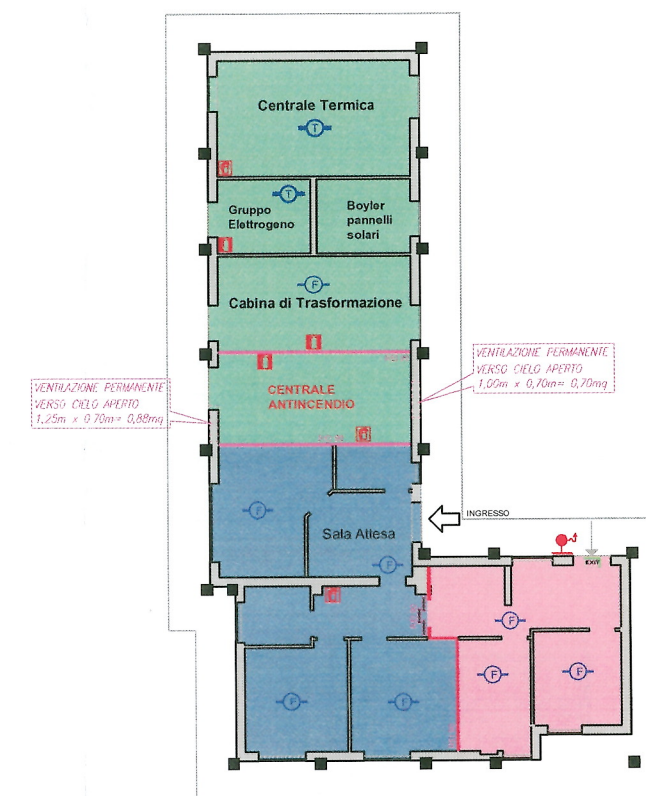 Centrale Termica
T
T
Gruppo
Elettrogeno
Boyler
pannelli
solari
F
Cabina di Trasformazione
VENTILAZIONE PERMANENTE
VERSO CIELO APERTO
1,00m x 0,70m= 0,70mq
VENTILAZIONE PERMANENTE
VERSO CIELO APERTO
1,25m x 0,70m= 0,88mq
CENTRALE
ANTINCENDIO
F
INGRESSO
Sala Attesa
F
EXIT
F
F
F
F
F